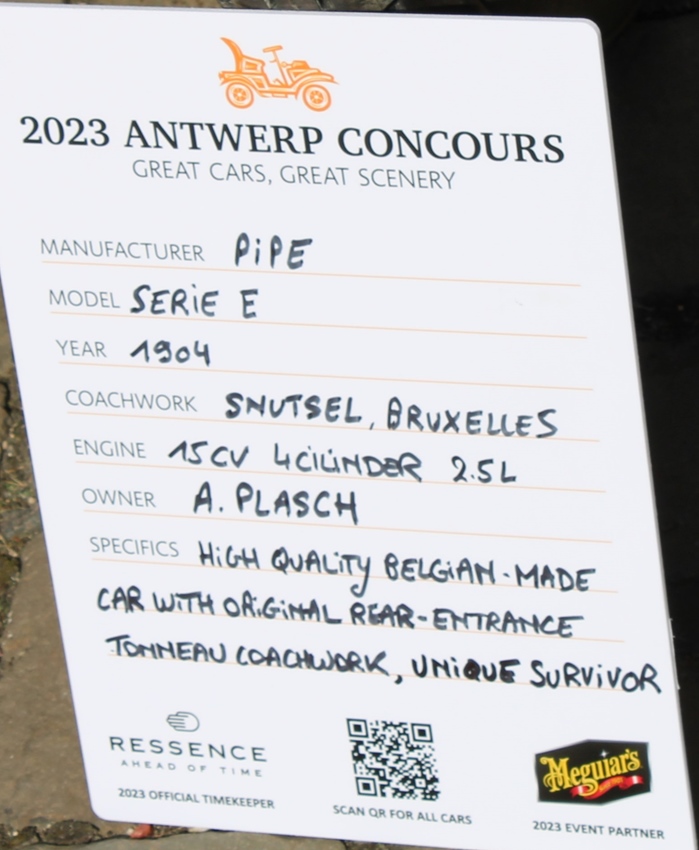 2023 ANTWERP CONCOURS
GREAT CARS, GREAT SCENERY
MANUFACTURER PiPE
MODEL SERiE E
YEAR 1904
COACHWORK SNUTSEL, BRUXELLES
ENGINE 15CV 4CILINDER 2.5L
OWNER A. PLASCH
SPECIFICS HiGH QUALiTY BELGiAN-MADE
CAR WiTH ORiGiNAL REAR-ENTRANCE
TONNEAU COACHWORK, UNiQUE SURViVOR
RESSENCE
AHEAD OF TIME
2023 OFFICIAL TIMEKEEPER
SCAN QR FOR ALL CARS
Meguiar's
2023 EVENT PARTNER